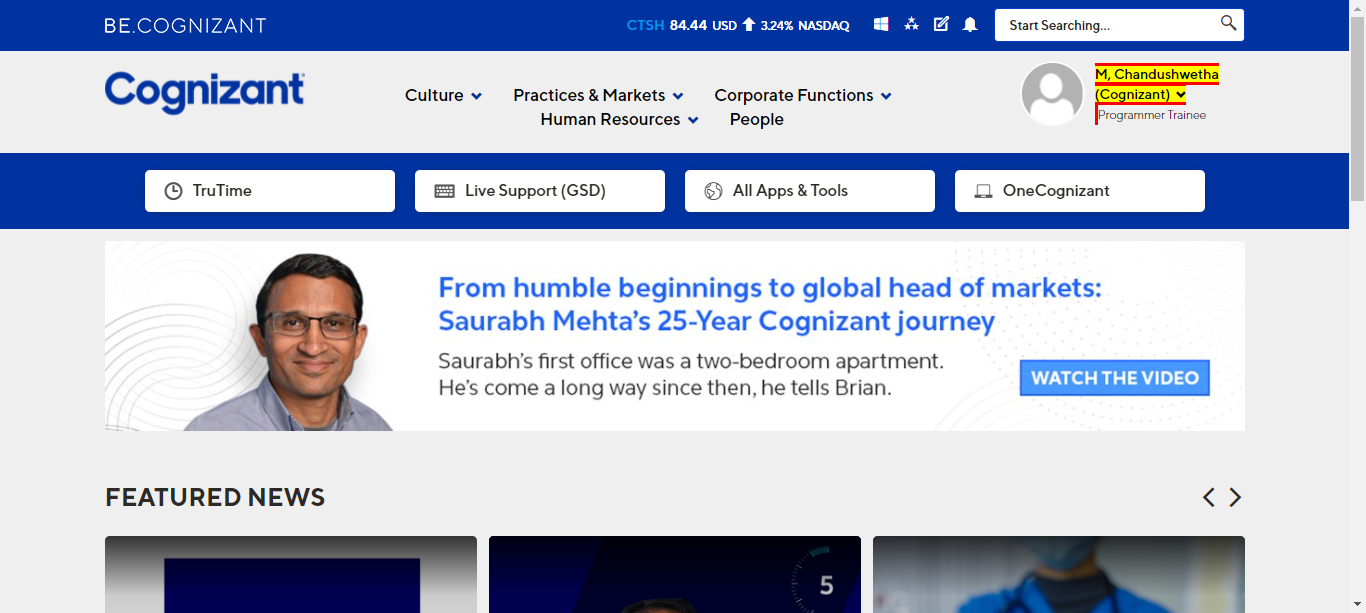 BE.COGNIZANT
CTSH 84.44 USD 3.24% NASDAQ
Start Searching...
Cognizant
Culture
Practices & Markets
Corporate Functions
Human Resources
People
M, Chandushwetha
(Cognizant)
Programmer Trainee
TruTime
Live Support (GSD)
All Apps & Tools
OneCognizant
From humble beginnings to global head of markets:
Saurabh Mehta's 25-Year Cognizant journey
Saurabh's first office was a two-bedroom apartment.
He's come a long way since then, he tells Brian.
WATCH THE VIDEO
FEATURED NEWS
5